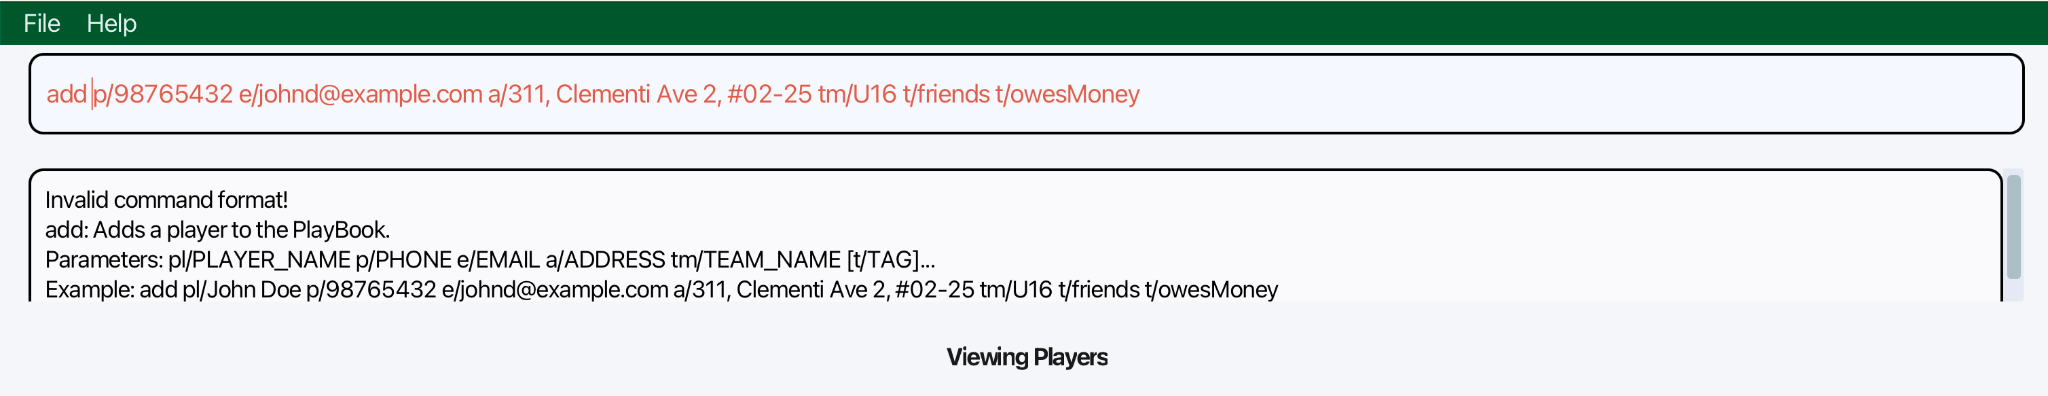 File Help
add p/98765432 e/johnd@example.com a/311, Clementi Ave 2, #02-25 tm/U16 t/friends t/owesMoney
Invalid command format!
add: Adds a player to the PlayBook.
Parameters: pl/PLAYER_NAME p/PHONE e/EMAIL a/ADDRESS tm/TEAM_NAME [t/TAG]...
Example: add pl/John Doe p/98765432 e/johnd@example.com a/311, Clementi Ave 2, #02-25 tm/U16 t/friends t/owesMoney
Viewing Players